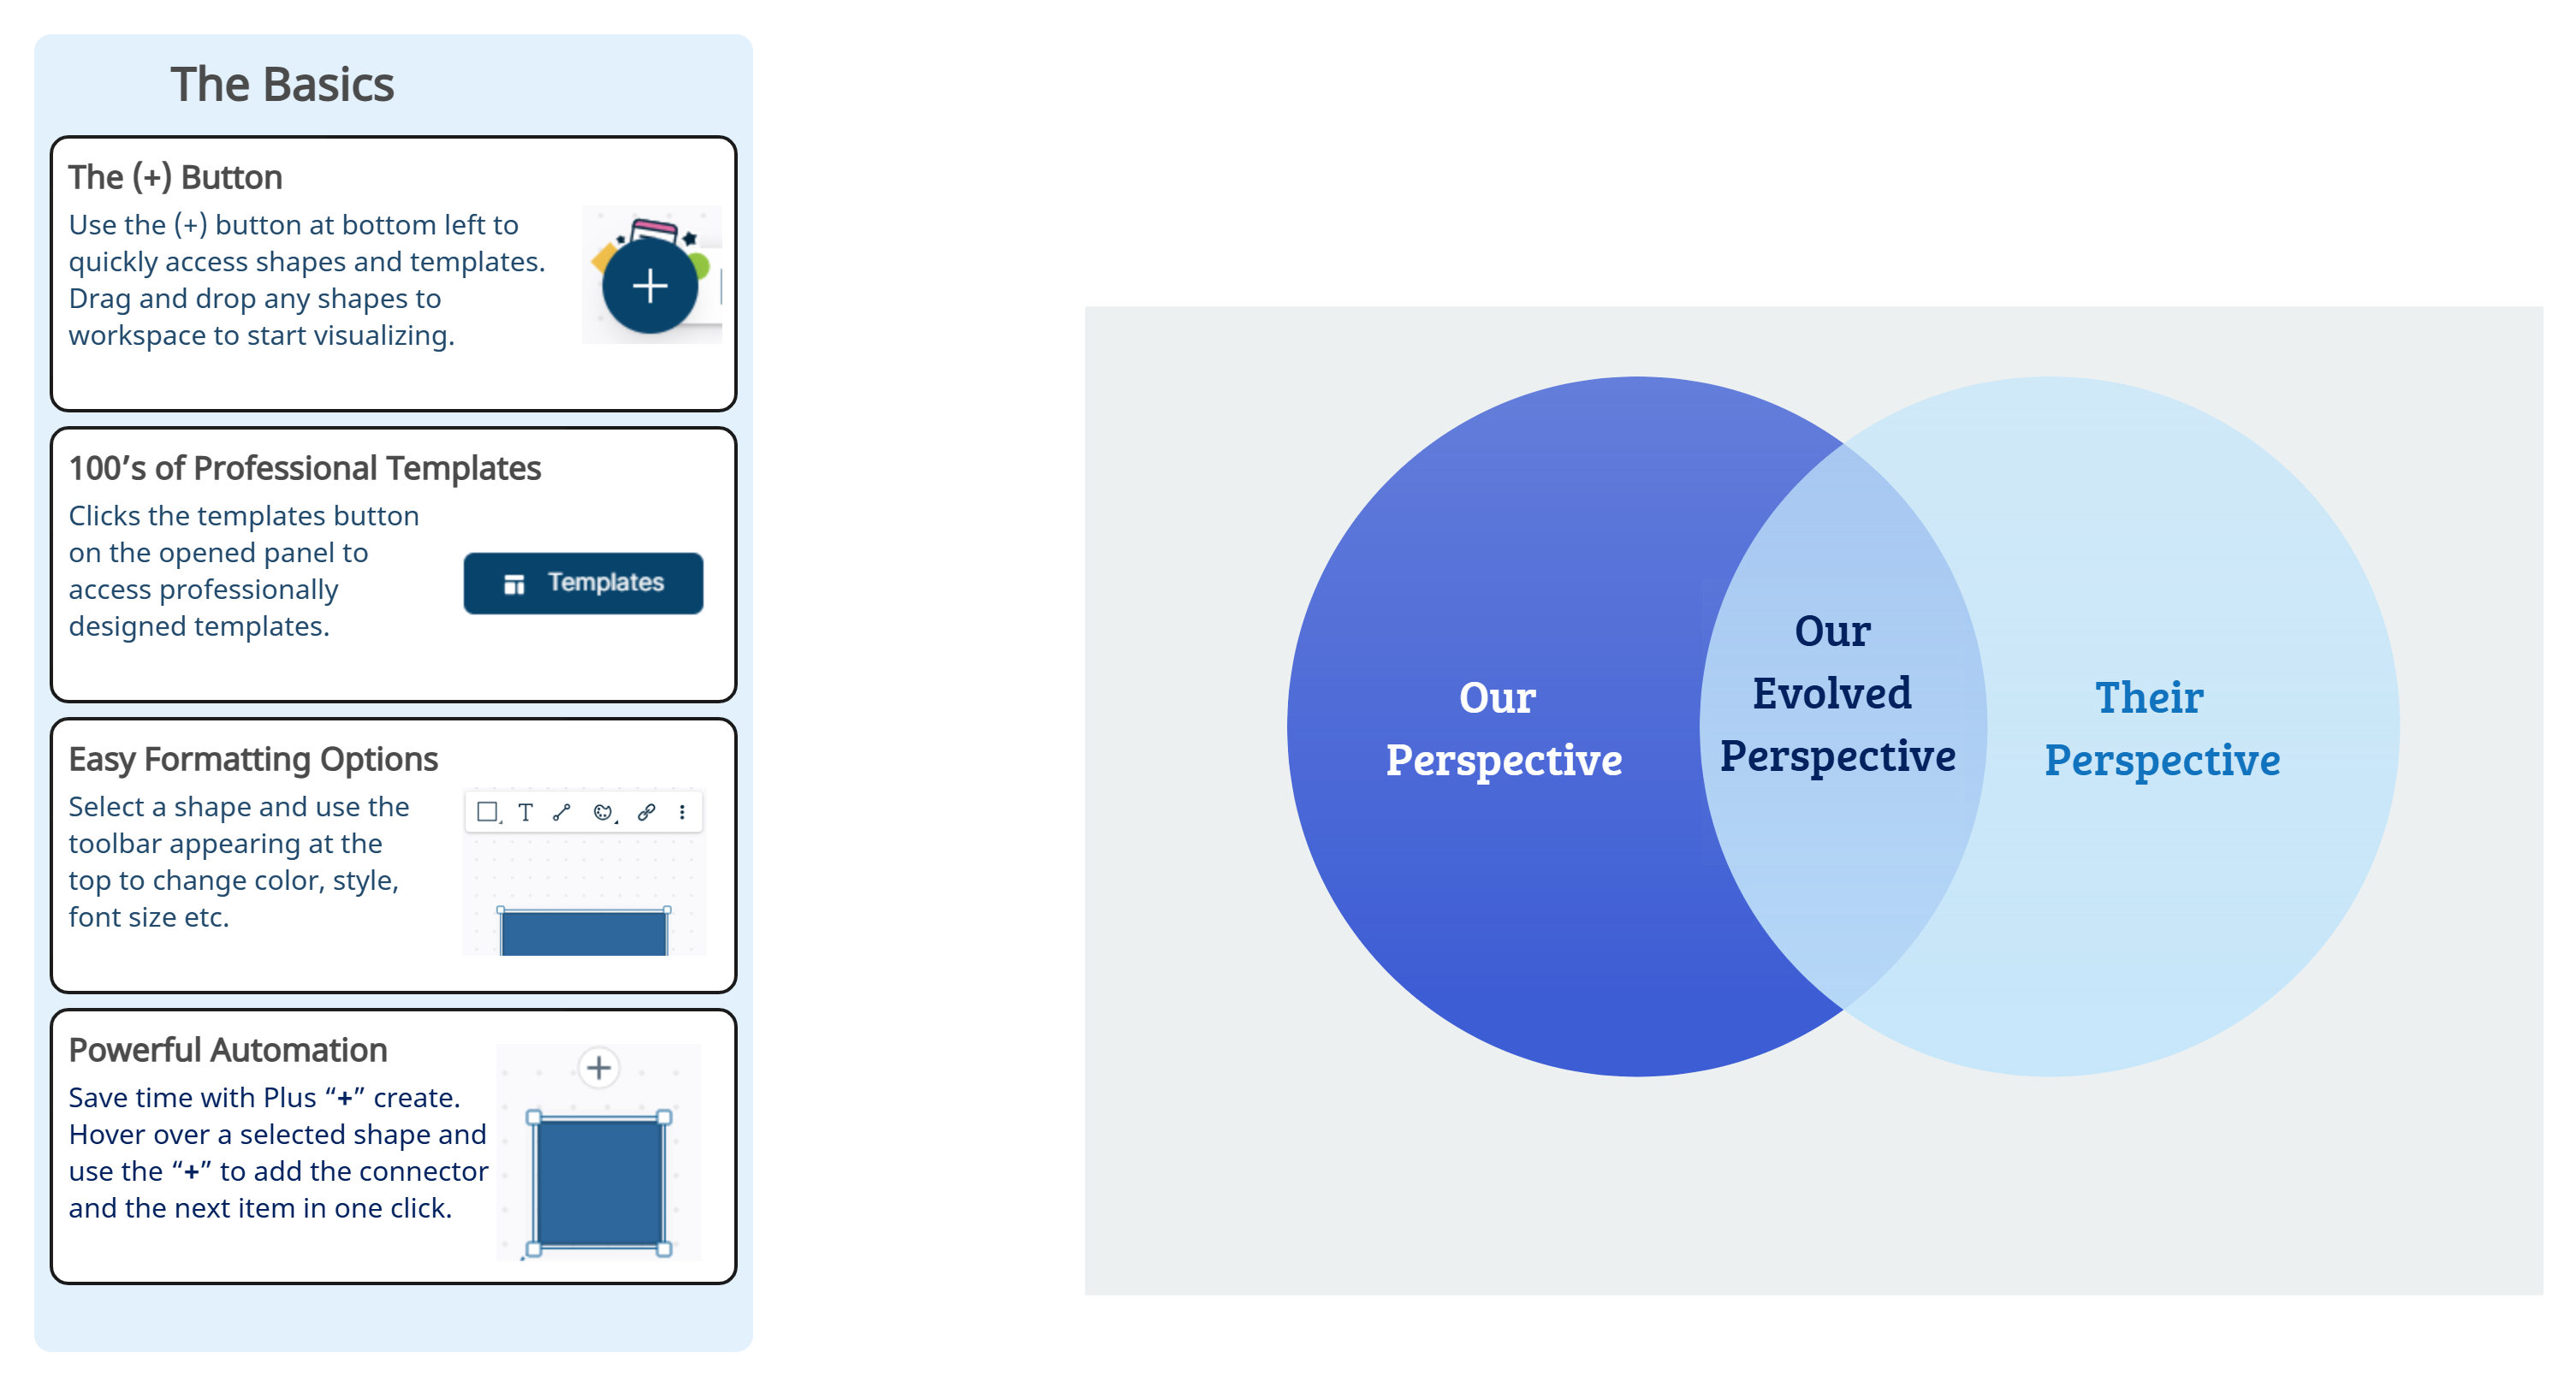 The Basics
The (+) Button
Use the (+) button at bottom left to
quickly access shapes and templates.
Drag and drop any shapes to
workspace to start visualizing.
100’s of Professional Templates
Clicks the templates button
on the opened panel to
access professionally
designed templates.
Templates
Easy Formatting Options
Select a shape and use the
toolbar appearing at the
top to change color, style,
font size etc.
T
Powerful Automation
Save time with Plus “+” create.
Hover over a selected shape and
use the “+” to add the connector
and the next item in one click.
Our
Perspective
Our
Evolved
Perspective
Their
Perspective